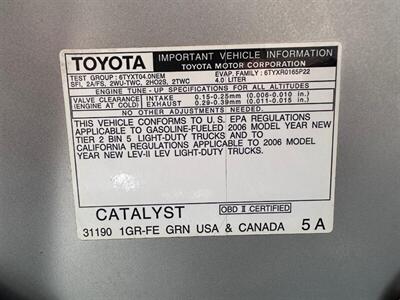 TOYOTA IMPORTANT VEHICLE INFORMATION
TOYOTA MOTOR CORPORATION
TEST GROUP : 6TYXT04.0NEM EVAP. FAMILY : 6TYXR0165P22
SFI, 2A/FS, 2WU-TWC, 2HO2S, 2TWC 4.0 LITER
ENGINE TUNE - UP SPECIFICATIONS FOR ALL ALTITUDES
VALVE CLEARANCE INTAKE 0.15-0.25mm (0.006-0.010 in.)
EXHAUST 0.29-0.39mm (0.011-0.015 in.)
NO OTHER ADJUSTMENTS NEEDED.
THIS VEHICLE CONFORMS TO U.S. EPA REGULATIONS
APPLICABLE TO GASOLINE-FUELED 2006 MODEL YEAR NEW
TIER 2 BIN 5 LIGHT-DUTY TRUCKS. AND TO
CALIFORNIA REGULATIONS APPLICABLE TO 2006 MODEL
YEAR NEW LEV-II LEV LIGHT-DUTY TRUCKS.
CATALYST OBD II CERTIFIED
31190 1GR-FE GRN USA & CANADA 5A